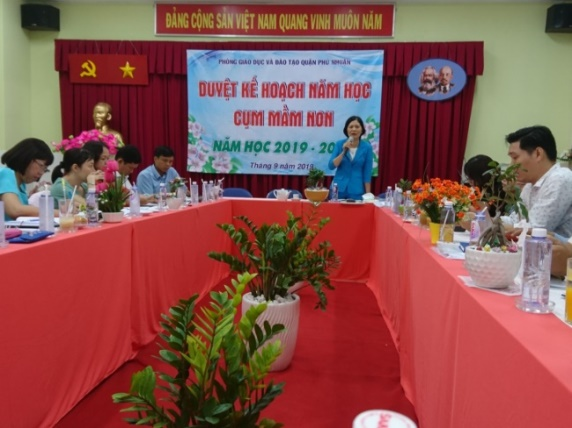 ĐẢNG CỘNG SẢN VIỆT NAM QUANG VINH MUÔN NĂM
PHÒNG GIÁO DỤC VÀ ĐÀO TẠO QUẬN PHÚ NHUẬN
DUYỆT KẾ HOẠCH NĂM HỌC
CỤM MẦM NON
NĂM HỌC 2019 - 20
Tháng 9 năm 2019